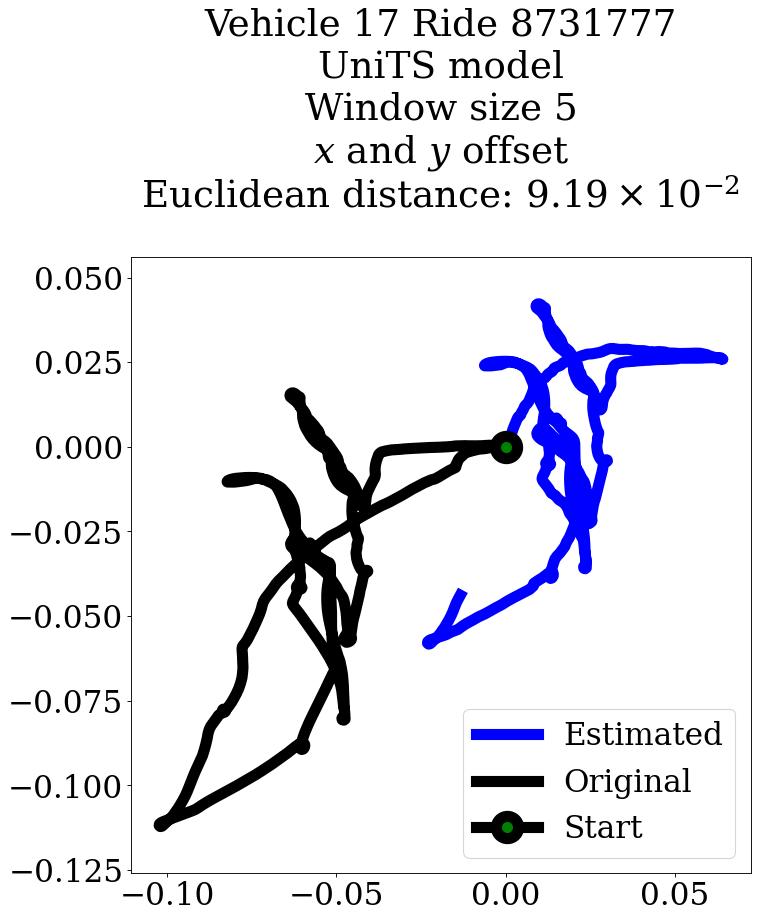 Vehicle 17 Ride 8731777
UniTS model
Window size 5
x and y offset
Euclidean distance: 9.19 × 10⁻²
0.050
0.025
0.000
−0.025
−0.050
−0.075
−0.100
−0.125
−0.10
−0.05
0.00
0.05
Estimated
Original
Start